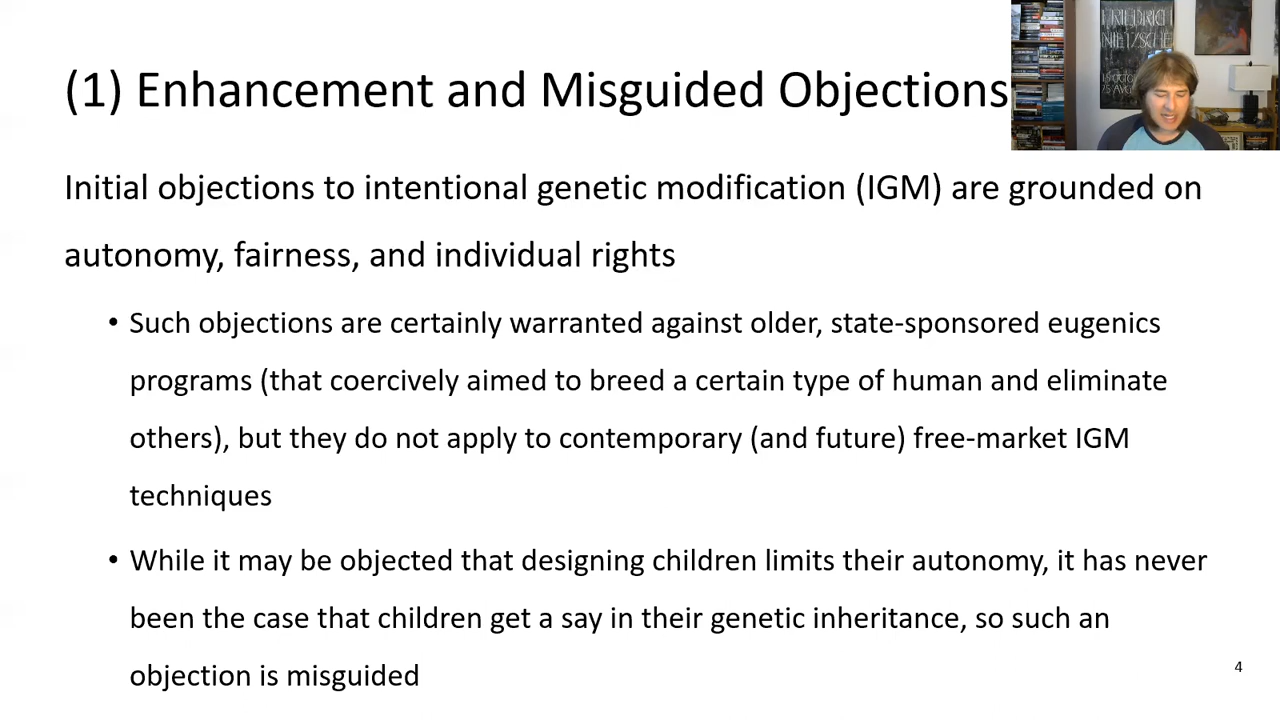 (1) Enhancement and Misguided Objections
FRIEDRICH
NIETZSCHE
Initial objections to intentional genetic modification (IGM) are grounded on
autonomy, fairness, and individual rights
• Such objections are certainly warranted against older, state-sponsored eugenics
programs (that coercively aimed to breed a certain type of human and eliminate
others), but they do not apply to contemporary (and future) free-market IGM
techniques
• While it may be objected that designing children limits their autonomy, it has never
been the case that children get a say in their genetic inheritance, so such an
objection is misguided
4